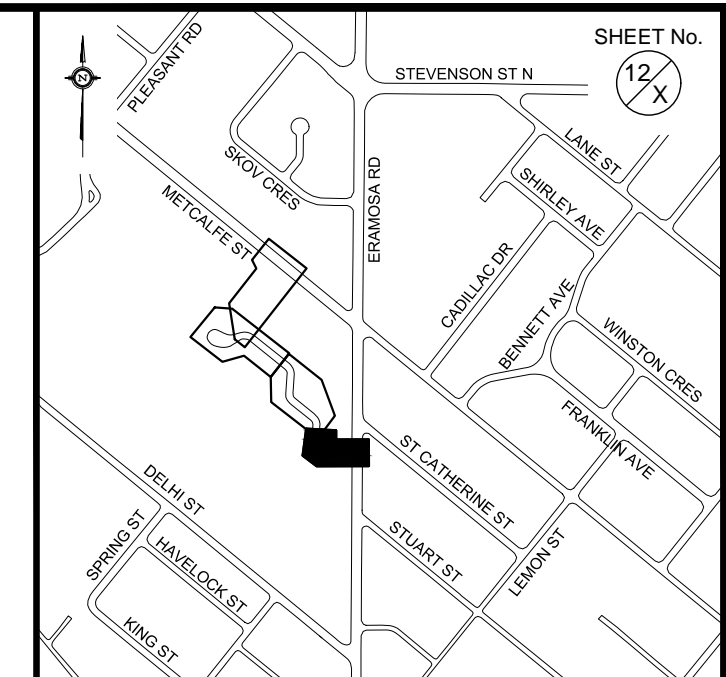 SHEET No.
12
X
PLEASANT RD
STEVENSON ST N
N
LANE ST
SKOV CRES
ERAMOSA RD
SHIRLEY AVE
METCALFE ST
CADILLAC DR
BENNETT AVE
WINSTON CRES
FRANKLIN AVE
ST CATHERINE ST
DELHI ST
STUART ST
LEMON ST
SPRING ST
HAVELOCK ST
KING ST